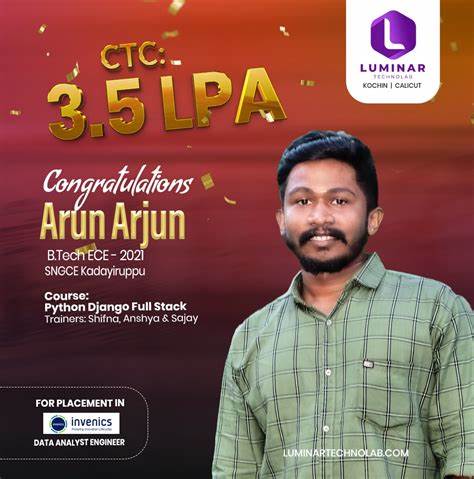 CTC:
3.5 LPA
LUMINAR
TECHNOLAB
KOCHIN | CALICUT
Congratulations
Arun Arjun
B.Tech ECE - 2021
SNGCE Kadayiruppu
Course:
Python Django Full Stack
Trainers: Shifna, Anshya & Sajay
FOR PLACEMENT IN
invenics
DATA ANALYST ENGINEER
LUMINARTECHNOLAB.COM